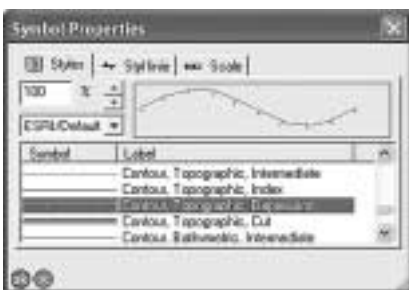 Symbol Properties
Styles Stylfinie Scale
100 %
ESRI/Default
Symbol Label
Contour, Topographic, Intermediate
Contour, Topographic, Index
Contour, Topographic, Depression
Contour, Topographic, Cut
Contour, Bathymetric, Intermediate